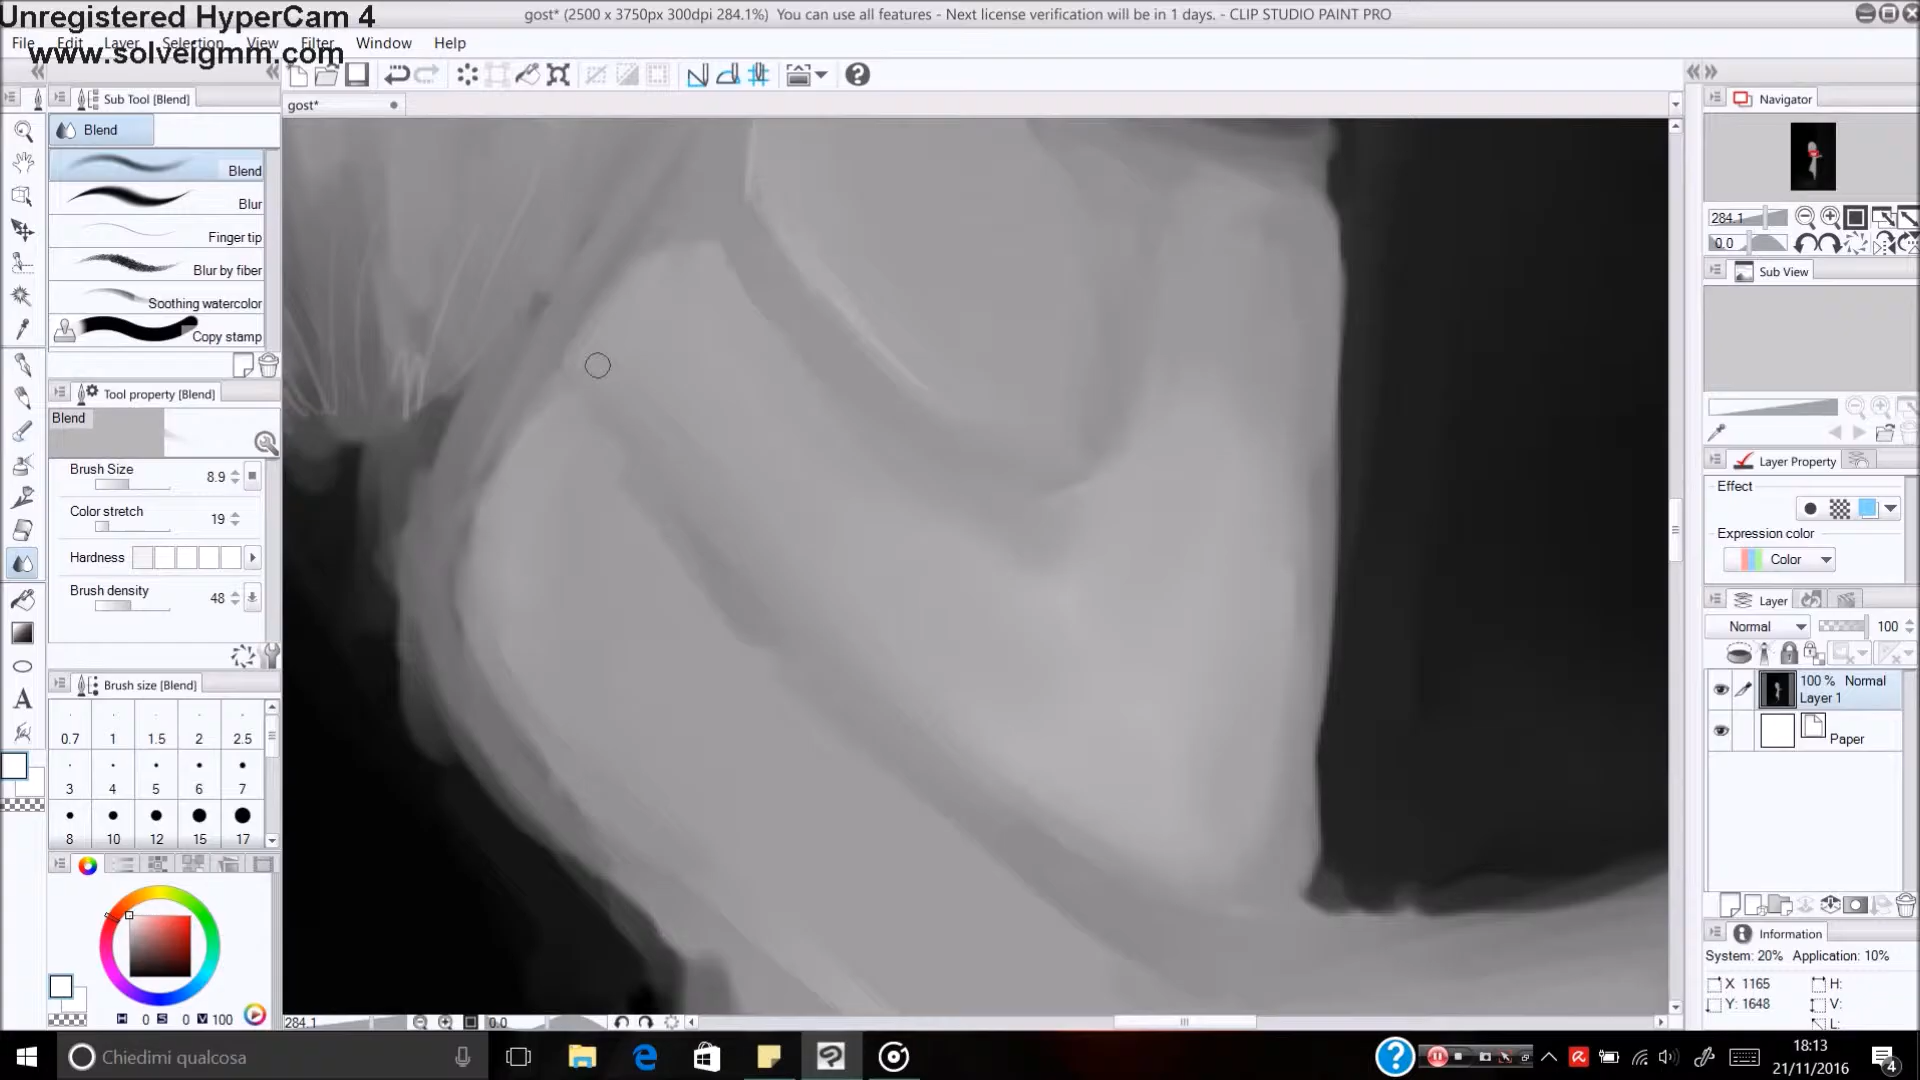 Unregistered HyperCam 4
www.solveigmm.com
gost* (2500 x 3750px 300dpi 284.1%) You can use all features - Next license verification will be in 1 days. - CLIP STUDIO PAINT PRO
File Edit Layer Selection View Filter Window Help
Sub Tool [Blend]
gost*
Navigator
Blend
Blend
Blur
Finger tip
Blur by fiber
Soothing watercolor
Copy stamp
284.1
0.0
Sub View
Tool property [Blend]
Blend
Brush Size 8.9
Color stretch 19
Hardness
Brush density 48
Layer Property
Effect
Expression color
Color
Layer
Normal 100
100 % Normal
Layer 1
Paper
Brush size [Blend]
0.7 1 1.5 2 2.5
3 4 5 6 7
8 10 12 15 17
H 0 S 0 V 100
284.1 0.0
Information
System: 20% Application: 10%
X 1165 H:
Y: 1648 V:
L:
Chiedimi qualcosa
18:13
21/11/2016
4